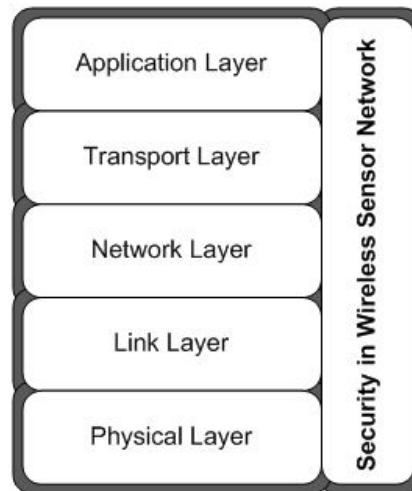 Application Layer
Transport Layer
Network Layer
Link Layer
Physical Layer
Security in Wireless Sensor Network